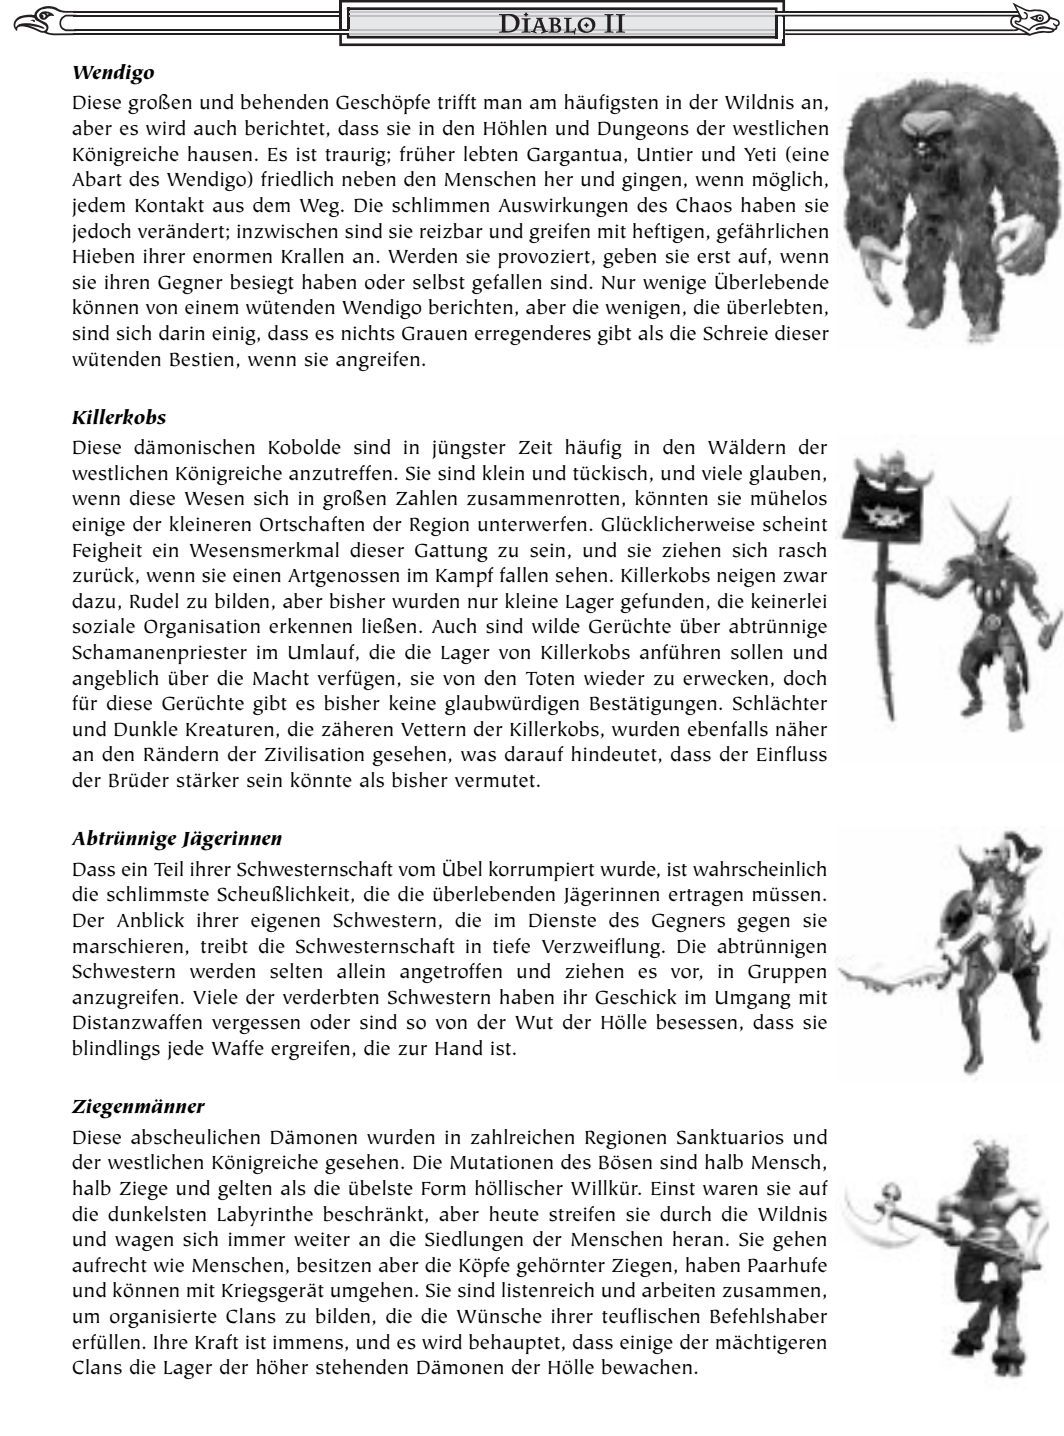 Diablo II
Wendigo
Diese großen und behenden Geschöpfe trifft man am häufigsten in der Wildnis an,
aber es wird auch berichtet, dass sie in den Höhlen und Dungeons der westlichen
Königreiche hausen. Es ist traurig; früher lebten Gargantua, Untier und Yeti (eine
Abart des Wendigo) friedlich neben den Menschen her und gingen, wenn möglich,
jedem Kontakt aus dem Weg. Die schlimmen Auswirkungen des Chaos haben sie
jedoch verändert; inzwischen sind sie reizbar und greifen mit heftigen, gefährlichen
Hieben ihrer enormen Krallen an. Werden sie provoziert, geben sie erst auf, wenn
sie ihren Gegner besiegt haben oder selbst gefallen sind. Nur wenige Überlebende
können von einem wütenden Wendigo berichten, aber die wenigen, die überlebten,
sind sich darin einig, dass es nichts Grauen erregenderes gibt als die Schreie dieser
wütenden Bestien, wenn sie angreifen.
Killerkobs
Diese dämonischen Kobolde sind in jüngster Zeit häufig in den Wäldern der
westlichen Königreiche anzutreffen. Sie sind klein und tückisch, und viele glauben,
wenn diese Wesen sich in großen Zahlen zusammenrotten, könnten sie mühelos
einige der kleineren Ortschaften der Region unterwerfen. Glücklicherweise scheint
Feigheit ein Wesensmerkmal dieser Gattung zu sein, und sie ziehen sich rasch
zurück, wenn sie einen Artgenossen im Kampf fallen sehen. Killerkobs neigen zwar
dazu, Rudel zu bilden, aber bisher wurden nur kleine Lager gefunden, die keinerlei
soziale Organisation erkennen ließen. Auch sind wilde Gerüchte über abtrünnige
Schamanenpriester im Umlauf, die die Lager von Killerkobs anführen sollen und
angeblich über die Macht verfügen, sie von den Toten wieder zu erwecken, doch
für diese Gerüchte gibt es bisher keine glaubwürdigen Bestätigungen. Schlächter
und Dunkle Kreaturen, die zäheren Vettern der Killerkobs, wurden ebenfalls näher
an den Rändern der Zivilisation gesehen, was darauf hindeutet, dass der Einfluss
der Brüder stärker sein könnte als bisher vermutet.
Abtrünnige Jägerinnen
Dass ein Teil ihrer Schwesternschaft vom Übel korrumpiert wurde, ist wahrscheinlich
die schlimmste Scheußlichkeit, die die überlebenden Jägerinnen ertragen müssen.
Der Anblick ihrer eigenen Schwestern, die im Dienste des Gegners gegen sie
marschieren, treibt die Schwesternschaft in tiefe Verzweiflung. Die abtrünnigen
Schwestern werden selten allein angetroffen und ziehen es vor, in Gruppen
anzugreifen. Viele der verderbten Schwestern haben ihr Geschick im Umgang mit
Distanzwaffen vergessen oder sind so von der Wut der Hölle besessen, dass sie
blindlings jede Waffe ergreifen, die zur Hand ist.
Ziegenmänner
Diese abscheulichen Dämonen wurden in zahlreichen Regionen Sanktuarios und
der westlichen Königreiche gesehen. Die Mutationen des Bösen sind halb Mensch,
halb Ziege und gelten als die übelste Form höllischer Willkür. Einst waren sie auf
die dunkelsten Labyrinthe beschränkt, aber heute streifen sie durch die Wildnis
und wagen sich immer weiter an die Siedlungen der Menschen heran. Sie gehen
aufrecht wie Menschen, besitzen aber die Köpfe gehörnter Ziegen, haben Paarhufe
und können mit Kriegsgerät umgehen. Sie sind listenreich und arbeiten zusammen,
um organisierte Clans zu bilden, die die Wünsche ihrer teuflischen Befehlshaber
erfüllen. Ihre Kraft ist immens, und es wird behauptet, dass einige der mächtigeren
Clans die Lager der höher stehenden Dämonen der Hölle bewachen.